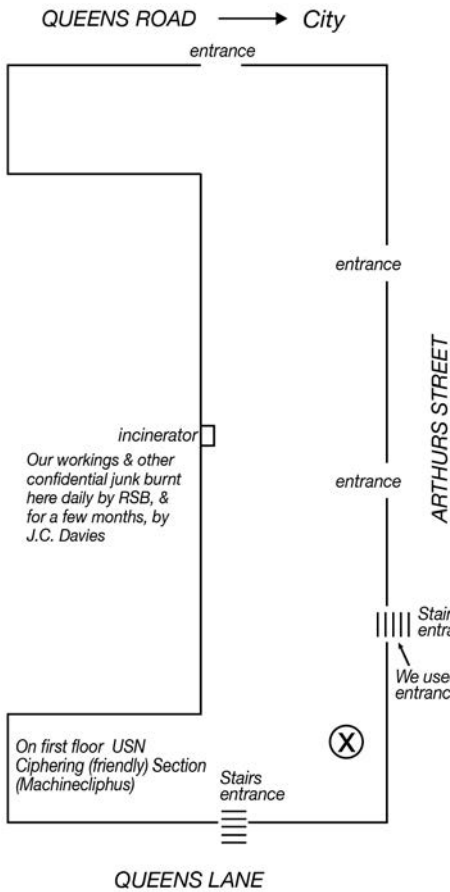 QUEENS ROAD → City
entrance
entrance
ARTHURS STREET
incinerator
Our workings & other
confidential junk burnt
here daily by RSB, &
for a few months, by
J.C. Davies
entrance
We use
entranc
X
On first floor USN
Ciphering (friendly) Section
(Machinecliphus)
Stairs
entrance
QUEENS LANE